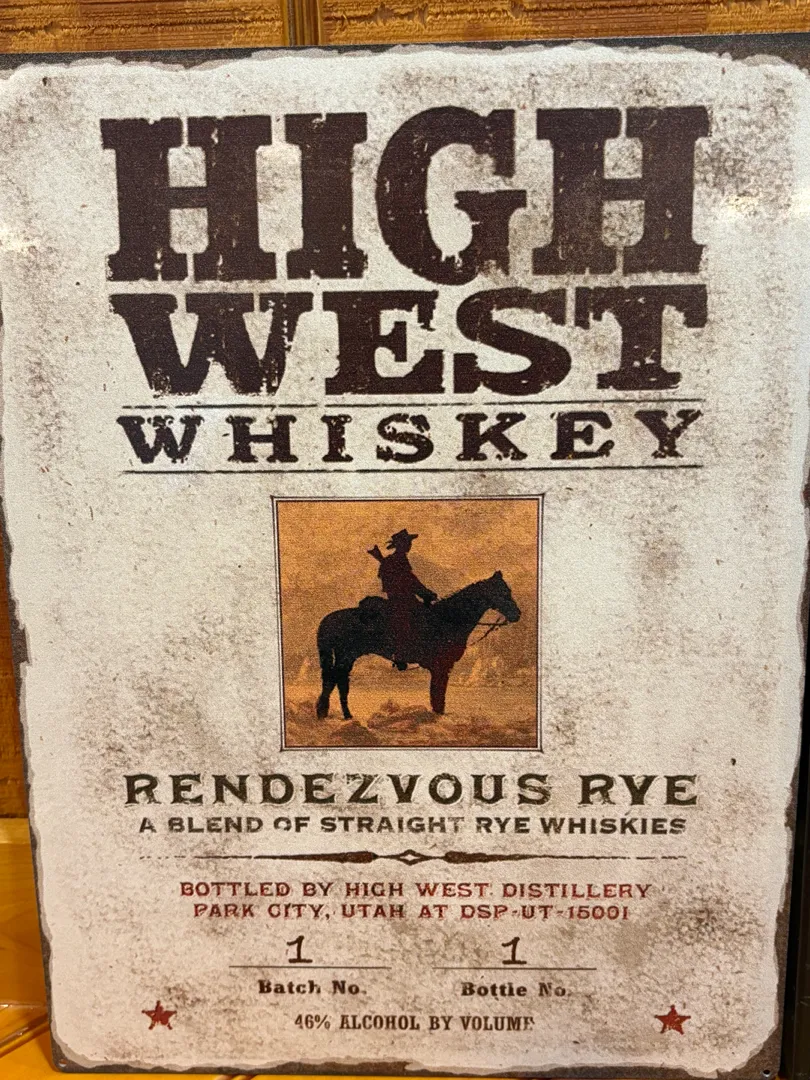 HIGH
WEST
WHISKEY
RENDEZVOUS RYE
A BLEND OF STRAIGHT RYE WHISKIES
BOTTLED BY HIGH WEST DISTILLERY
PARK CITY, UTAH AT DSP-UT-15001
1 1
Batch No. Bottle No.
46% ALCOHOL BY VOLUME